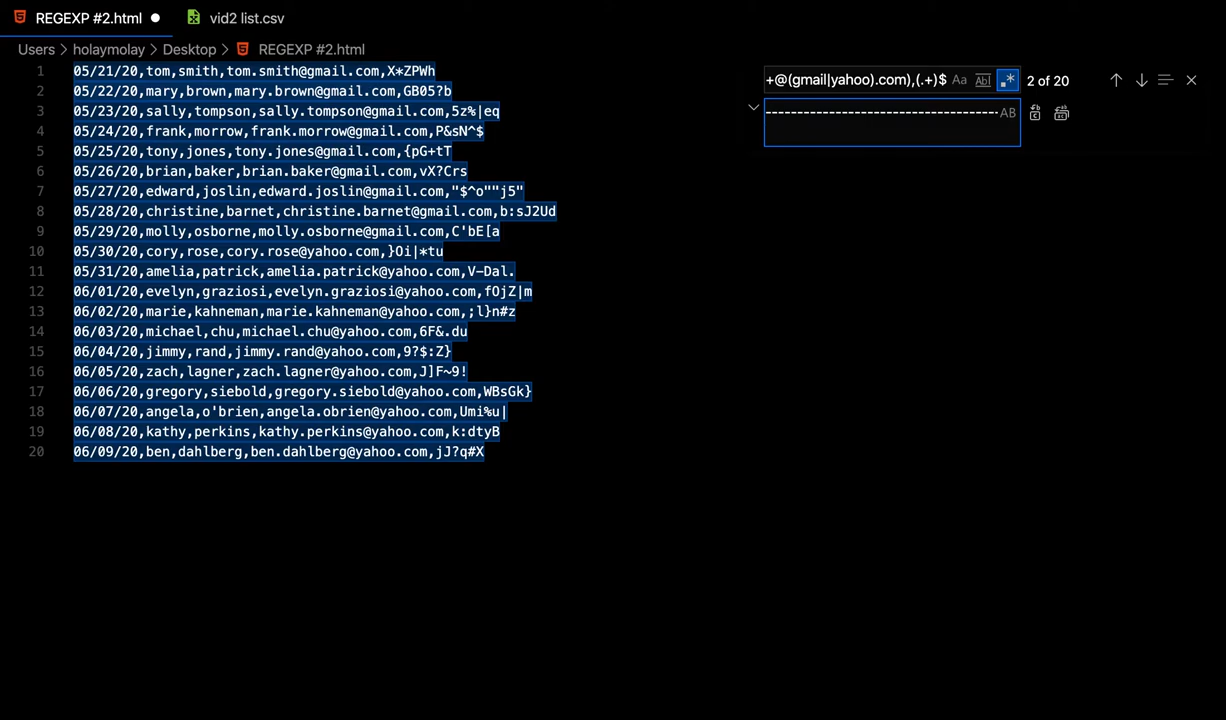 REGEXP #2.html
vid2 list.csv
Users > holaymolay > Desktop > REGEXP #2.html
+@(gmail|yahoo).com),(.+)$ Aa Abl .* 2 of 20
------------------------------------- AB
1 05/21/20,tom,smith,tom.smith@gmail.com,X*ZPWh
2 05/22/20,mary,brown,mary.brown@gmail.com,GB05?b
3 05/23/20,sally,tompson,sally.tompson@gmail.com,5z%|eq
4 05/24/20,frank,morrow,frank.morrow@gmail.com,P&sN^$
5 05/25/20,tony,jones,tony.jones@gmail.com,{pG+tT
6 05/26/20,brian,baker,brian.baker@gmail.com,vX?Crs
7 05/27/20,edward,joslin,edward.joslin@gmail.com,"$^o""j5"
8 05/28/20,christine,barnet,christine.barnet@gmail.com,b:sJ2Ud
9 05/29/20,molly,osborne,molly.osborne@gmail.com,C'bE[a
10 05/30/20,cory,rose,cory.rose@yahoo.com,}Oi|*tu
11 05/31/20,amelia,patrick,amelia.patrick@yahoo.com,V-Dal.
12 06/01/20,evelyn,graziosi,evelyn.graziosi@yahoo.com,fOjZ|m
13 06/02/20,marie,kahneman,marie.kahneman@yahoo.com,;l}n#z
14 06/03/20,michael,chu,michael.chu@yahoo.com,6F&.du
15 06/04/20,jimmy,rand,jimmy.rand@yahoo.com,9?$:Z}
16 06/05/20,zach,lagner,zach.lagner@yahoo.com,J]F~9!
17 06/06/20,gregory,siebold,gregory.siebold@yahoo.com,WBsGk}
18 06/07/20,angela,o'brien,angela.obrien@yahoo.com,Umi%u|
19 06/08/20,kathy,perkins,kathy.perkins@yahoo.com,k:dtyB
20 06/09/20,ben,dahlberg,ben.dahlberg@yahoo.com,jJ?q#X